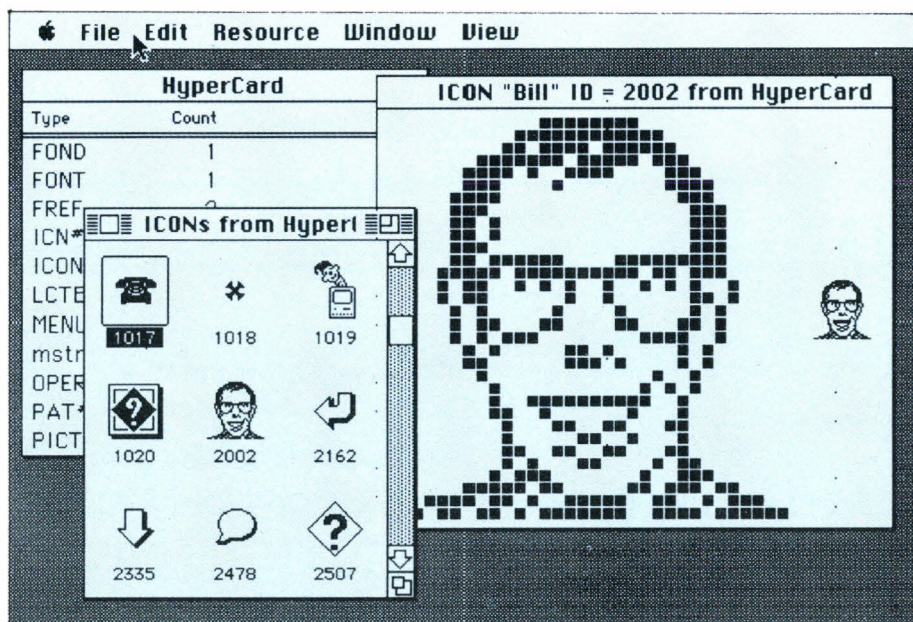 File Edit Resource Window View
HyperCard
Type Count
FOND 1
FONT 1
FREF
ICN#
ICON
LCTE
MENU
mstr
OPER
PAT#
PICT
ICONs from Hyper
1017 1018 1019
1020 2002 2162
2335 2478 2507
ICON "Bill" ID = 2002 from HyperCard